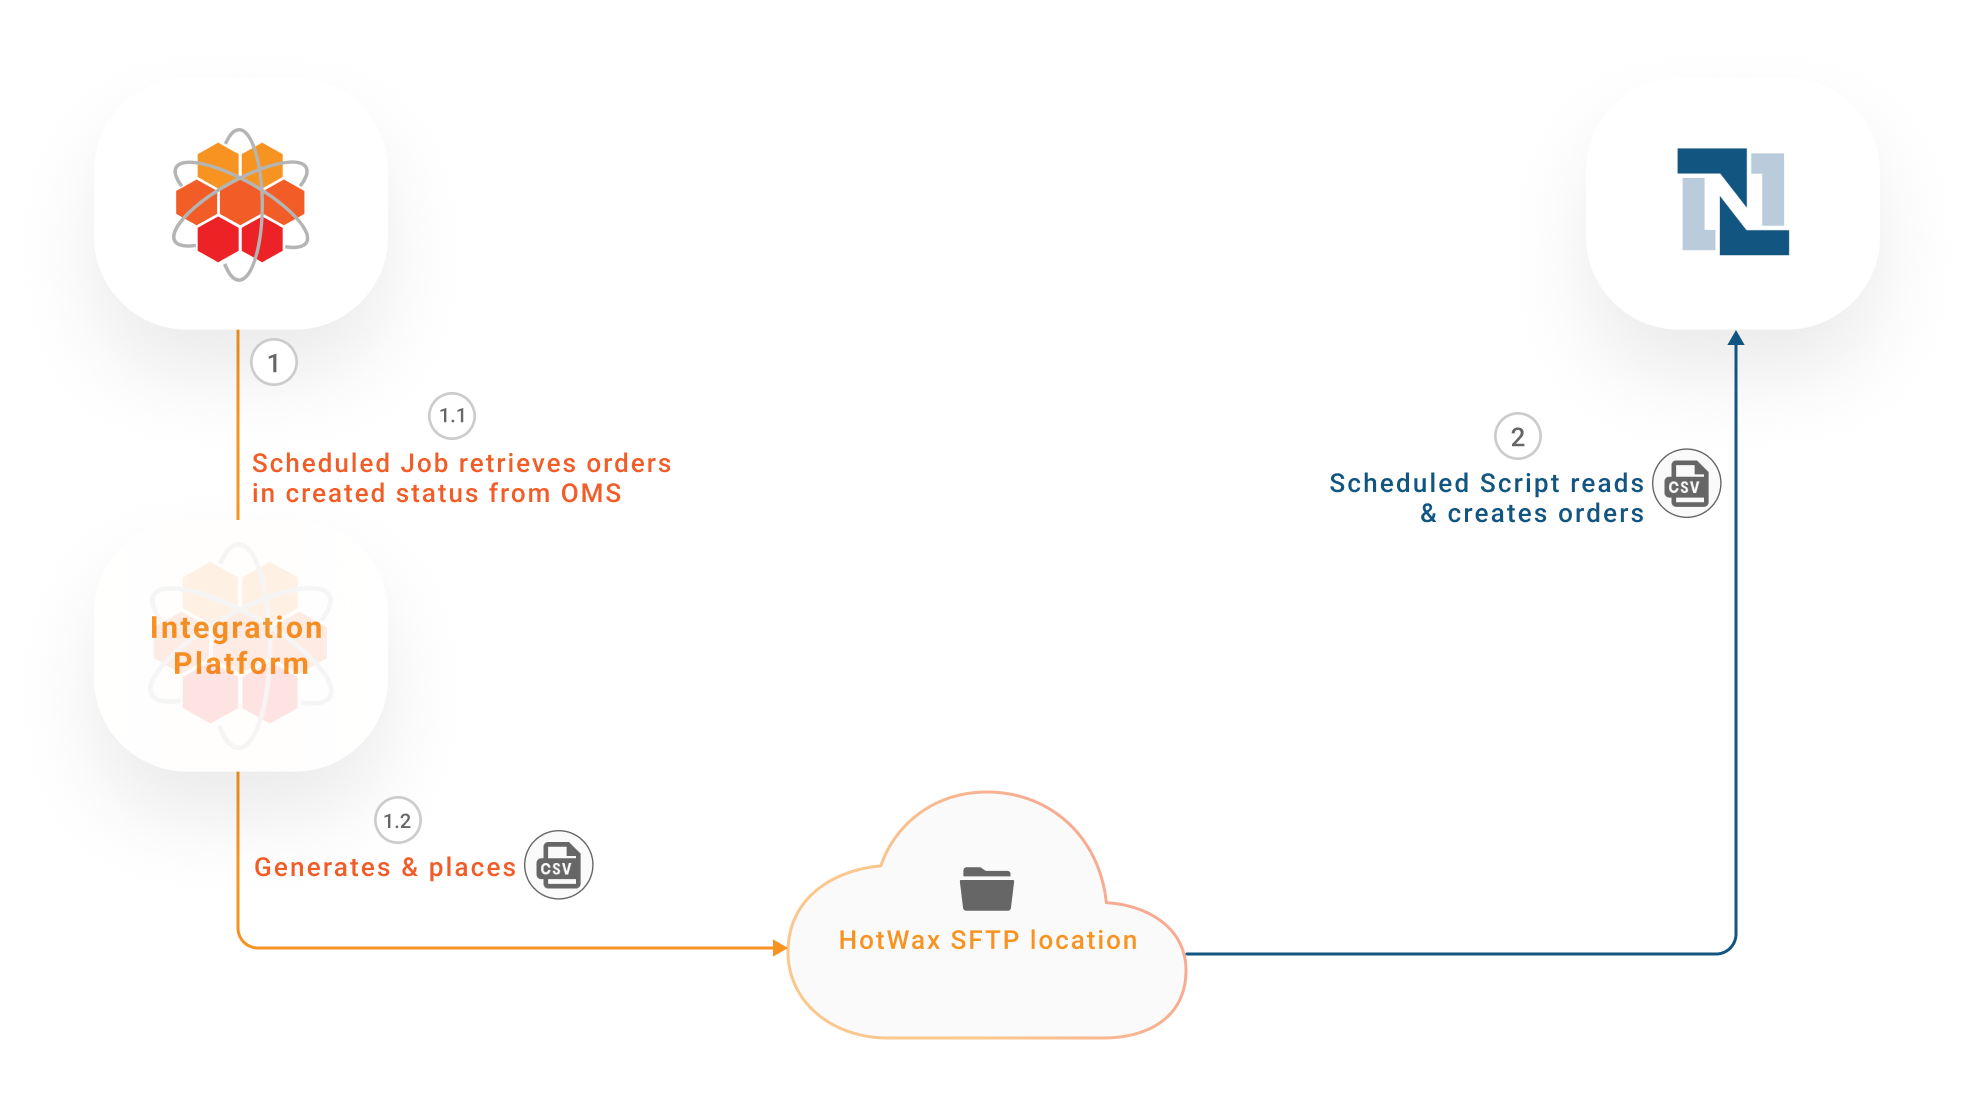 1
1.1
Scheduled Job retrieves orders
in created status from OMS
Integration
Platform
1.2
Generates & places
CSV
HotWax SFTP location
2
Scheduled Script reads
& creates orders
CSV
N